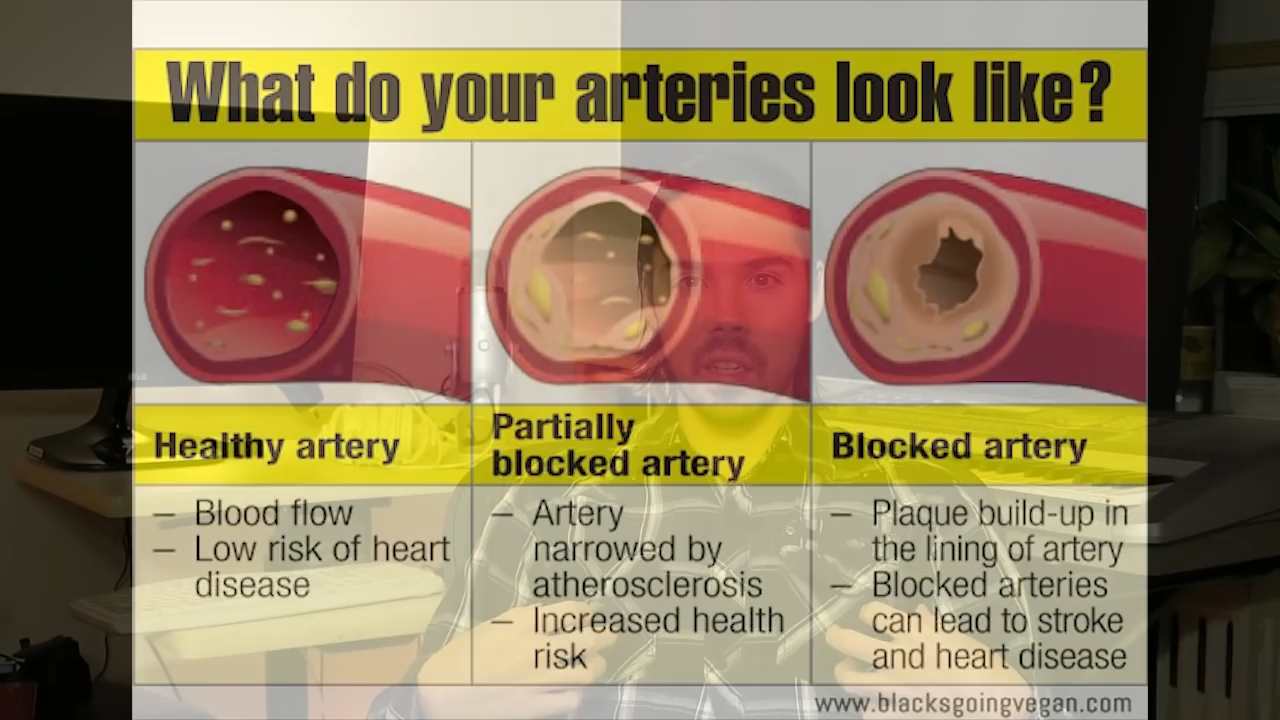 What do your arteries look like?
Healthy artery
– Blood flow
– Low risk of heart
disease
Partially
blocked artery
– Artery
narrowed by
atherosclerosis
– Increased health
risk
Blocked artery
– Plaque build-up in
the lining of artery
– Blocked arteries
can lead to stroke
and heart disease
www.blacksgoingvegan.com